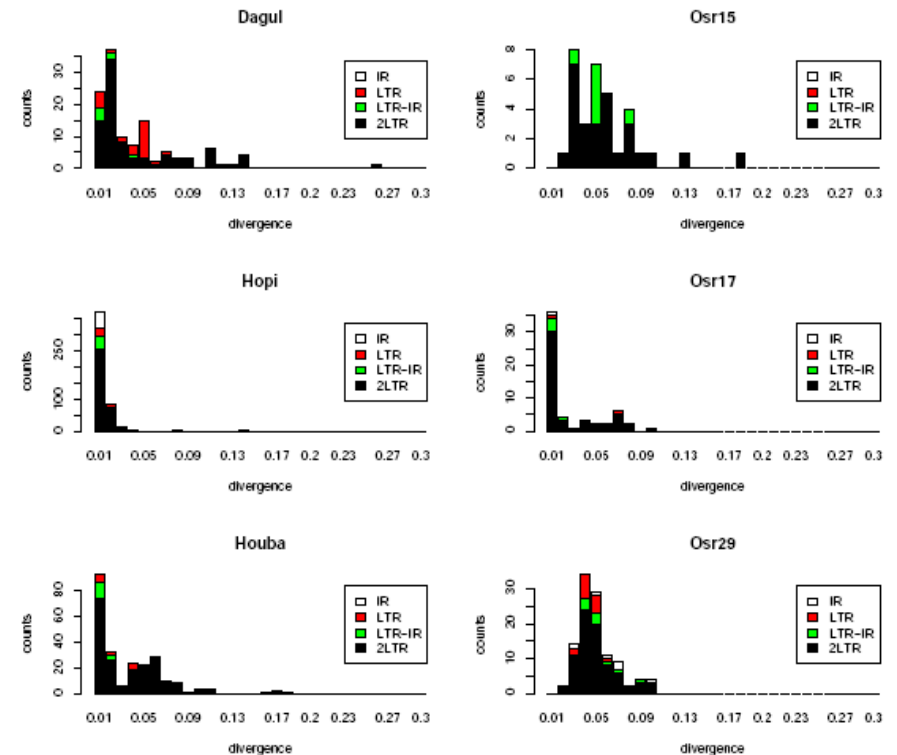 Dagul
counts
0 10 20 30
IR
LTR
LTR-IR
2LTR
0.01 0.05 0.09 0.13 0.17 0.2 0.23 0.27 0.3
divergence
Osr15
counts
0 2 4 6 8
IR
LTR
LTR-IR
2LTR
0.01 0.05 0.09 0.13 0.17 0.2 0.23 0.27 0.3
divergence
Hopi
counts
0 100 250
IR
LTR
LTR-IR
2LTR
0.01 0.05 0.09 0.13 0.17 0.2 0.23 0.27 0.3
divergence
Osr17
counts
0 10 20 30
IR
LTR
LTR-IR
2LTR
0.01 0.05 0.09 0.13 0.17 0.2 0.23 0.27 0.3
divergence
Houba
counts
0 20 40 60 80
IR
LTR
LTR-IR
2LTR
0.01 0.05 0.09 0.13 0.17 0.2 0.23 0.27 0.3
divergence
Osr29
counts
0 10 20 30
IR
LTR
LTR-IR
2LTR
0.01 0.05 0.09 0.13 0.17 0.2 0.23 0.27 0.3
divergence